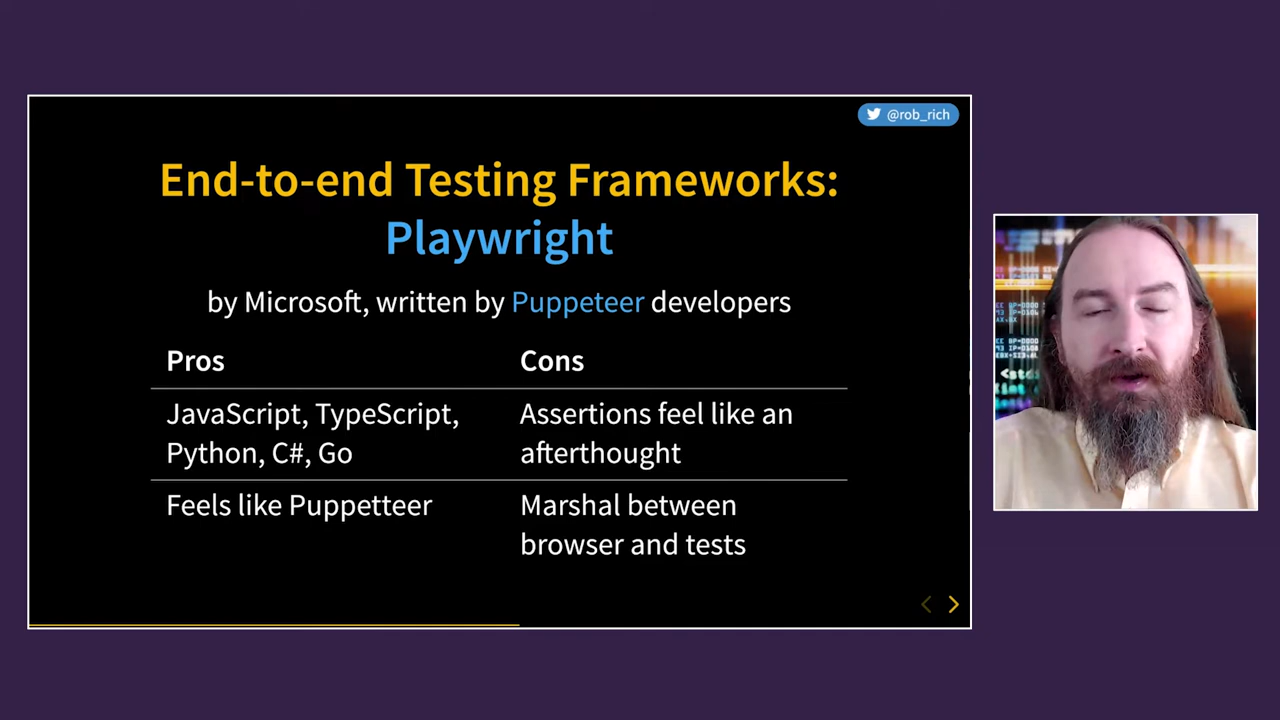 @rob_rich
End-to-end Testing Frameworks:
Playwright
by Microsoft, written by Puppeteer developers
Pros
Cons
JavaScript, TypeScript,
Python, C#, Go
Assertions feel like an
afterthought
Feels like Puppetteer
Marshal between
browser and tests